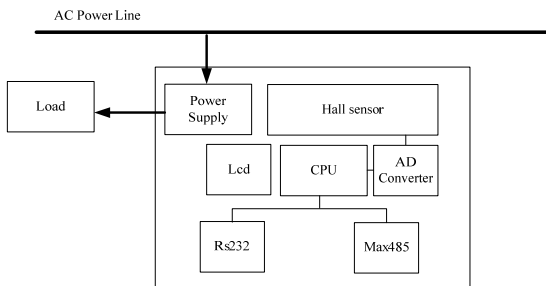 AC Power Line
Load
Power
Supply
Hall sensor
Lcd
CPU
AD
Converter
Rs232
Max485